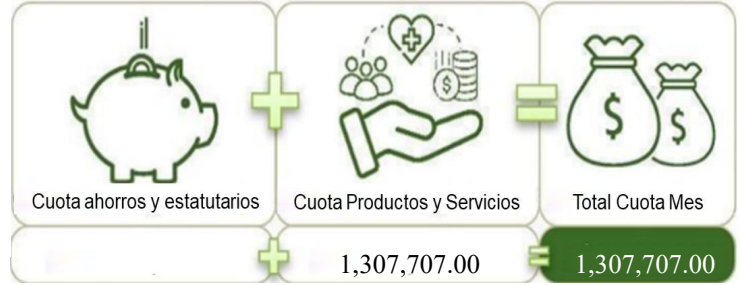 $
$
$
Cuota ahorros y estatutarios
Cuota Productos y Servicios
Total Cuota Mes
1,307,707.00
1,307,707.00